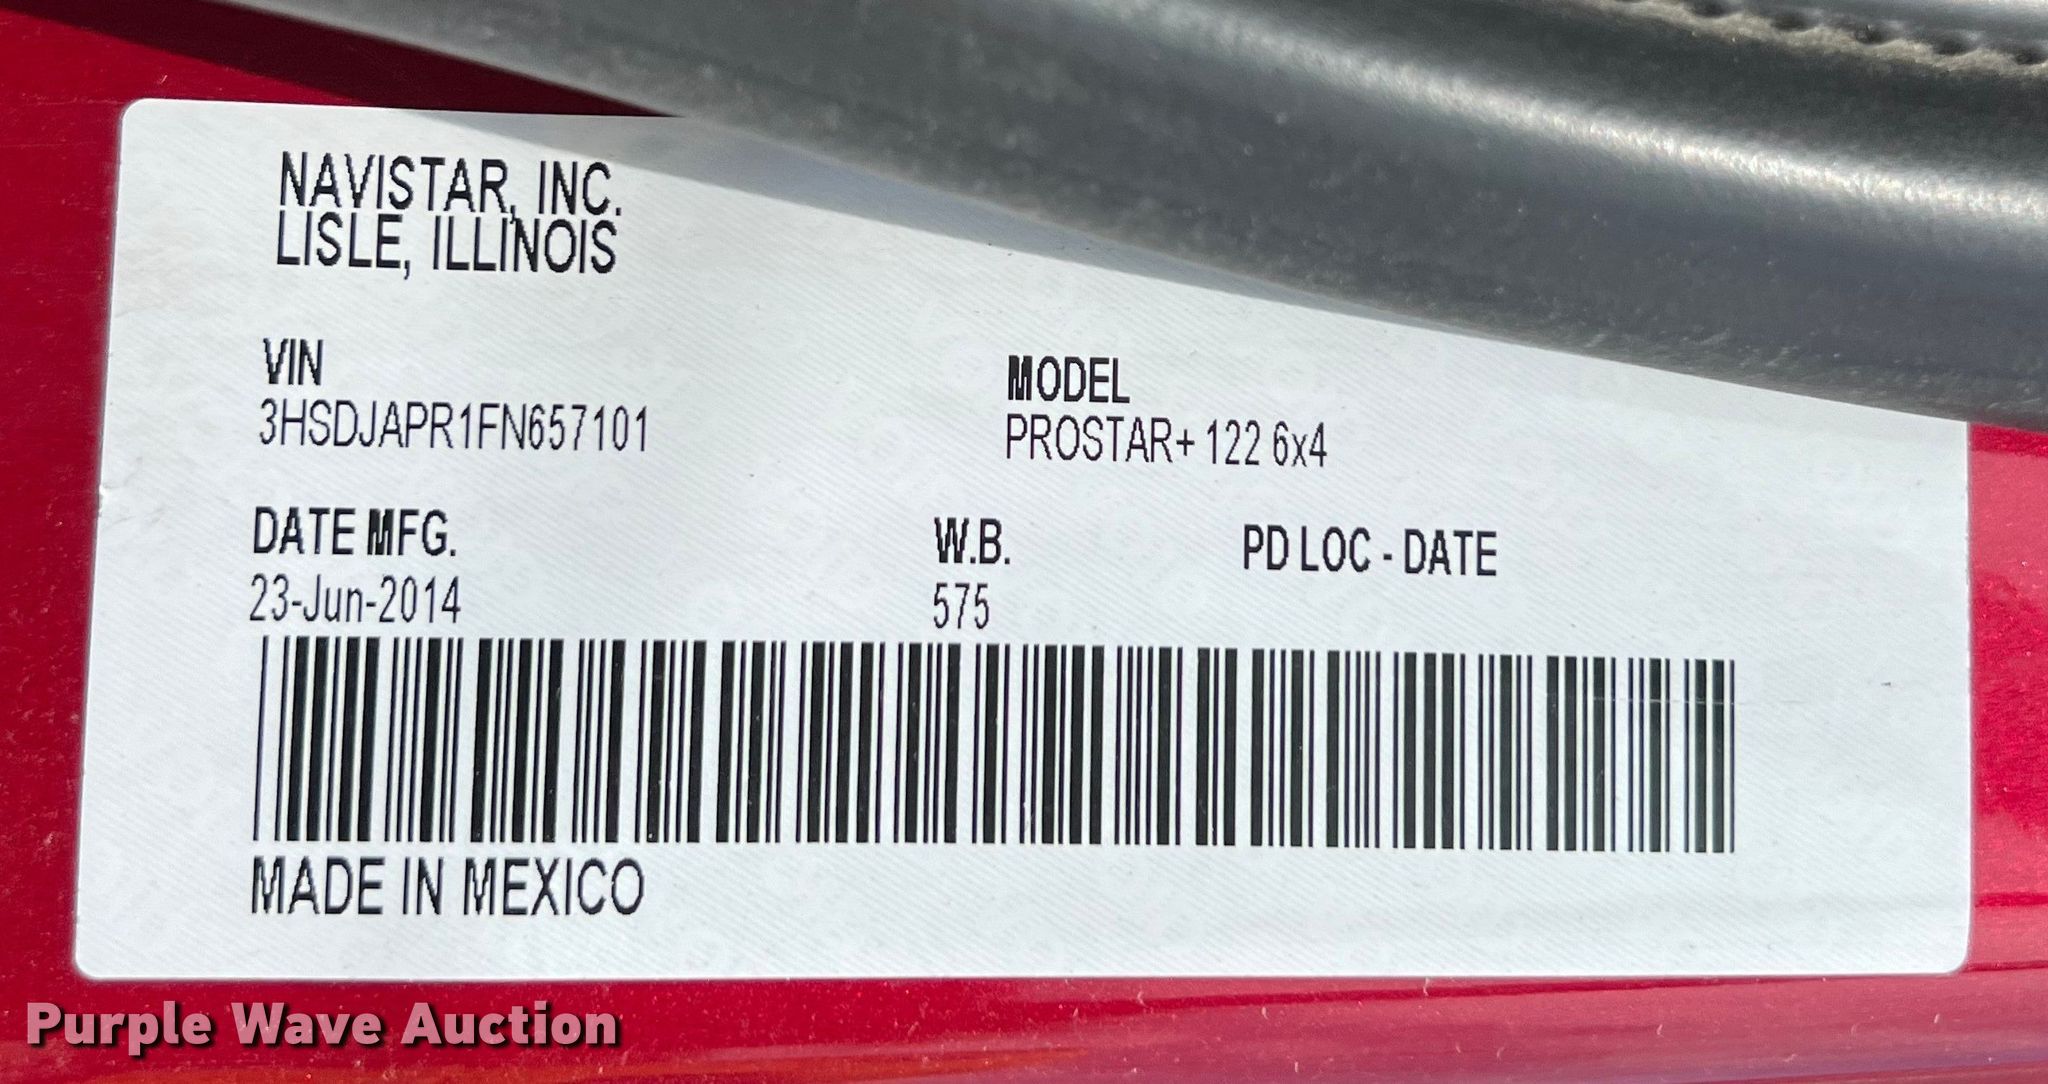 NAVISTAR, INC.
LISLE, ILLINOIS
VIN
3HSDJAPR1FN657101
MODEL
PROSTAR+ 122 6x4
DATE MFG.
23-Jun-2014
W.B.
575
PD LOC - DATE
MADE IN MEXICO
Purple Wave Auction